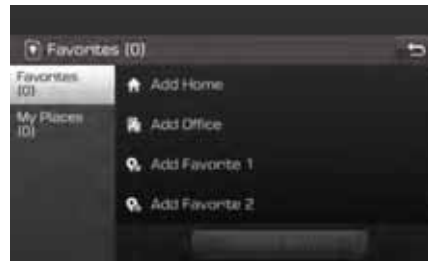 Favorites (0)
Favorites
(0)
My Places
(0)
Add Home
Add Office
Add Favorite 1
Add Favorite 2